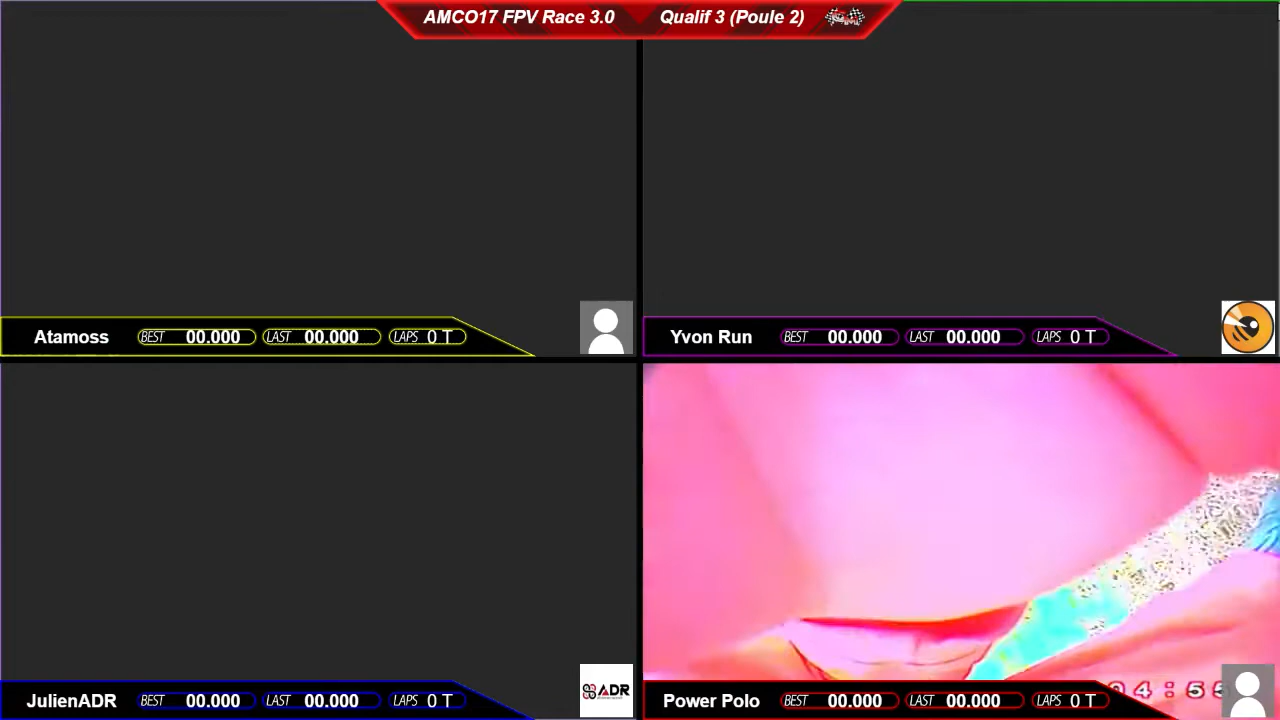 AMCO17 FPV Race 3.0 Qualif 3 (Poule 2)
Atamoss BEST 00.000 LAST 00.000 LAPS 0 T
Yvon Run BEST 00.000 LAST 00.000 LAPS 0 T
JulienADR BEST 00.000 LAST 00.000 LAPS 0 T
ADR
Power Polo BEST 00.000 LAST 00.000 LAPS 0 T